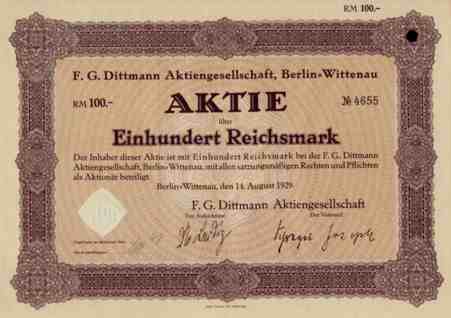 RM 100.-
F. G. Dittmann Aktiengesellschaft, Berlin=Wittenau
RM 100.- AKTIE № 4655
über
Einhundert Reichsmark
Der Inhaber dieser Aktie ist mit Einhundert Reichsmark bei der F. G. Dittmann
Aktiengesellschaft, Berlin=Wittenau, mit allen satzungsmäßigen Rechten und Pflichten
als Aktionär beteiligt.
Berlin=Wittenau, den 14. August 1929.
F. G. Dittmann Aktiengesellschaft
Der Aufsichtsrat Der Vorstand